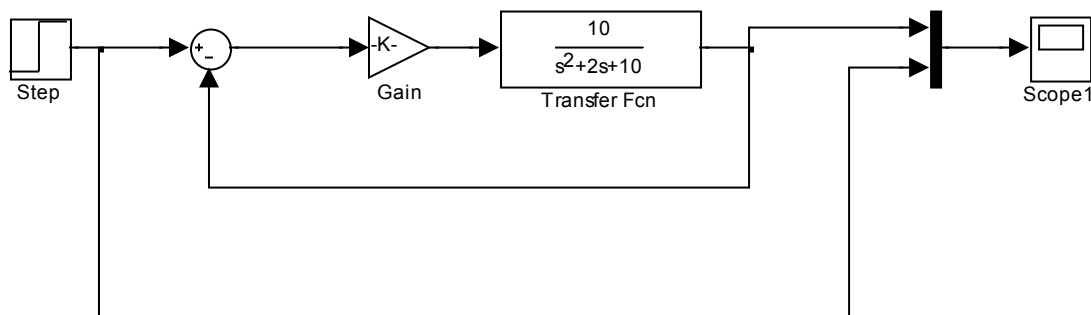 Step
+
−
-K-
Gain
10
s²+2s+10
Transfer Fcn
Scope1